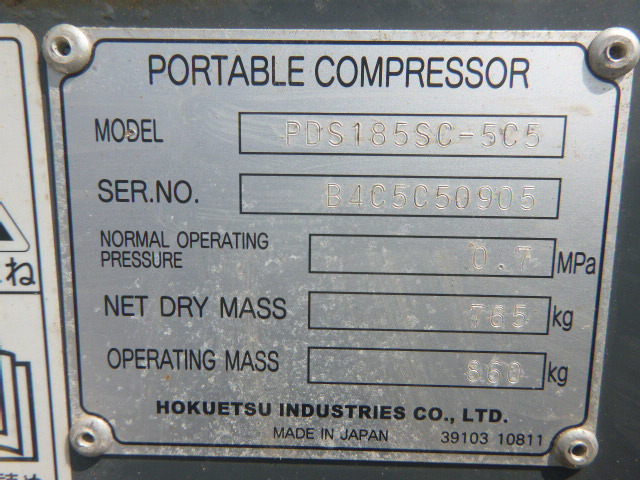 PORTABLE COMPRESSOR
MODEL PDS185SC-5C5
SER.NO. B4C5C50905
NORMAL OPERATING
PRESSURE 0.7 MPa
NET DRY MASS 765 kg
OPERATING MASS 860 kg
HOKUETSU INDUSTRIES CO., LTD.
MADE IN JAPAN 39103 10811
ね